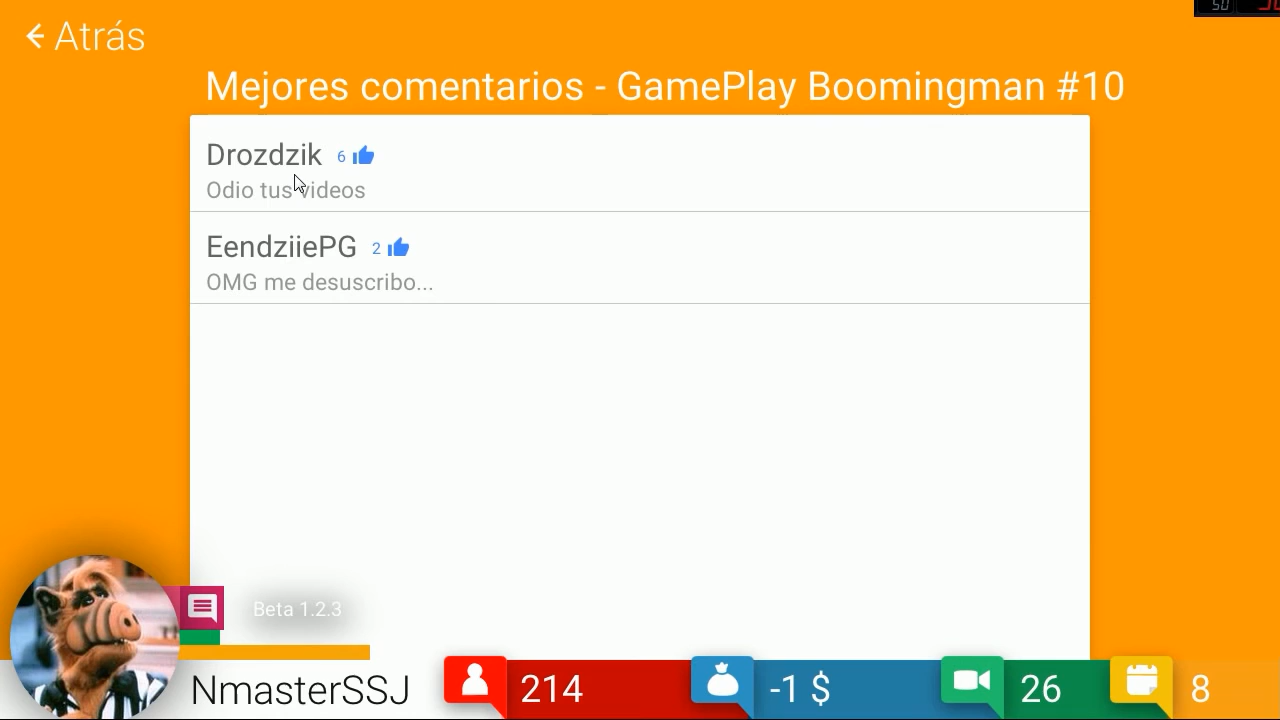 Atrás
Mejores comentarios - GamePlay Boomingman #10
Drozdzik 6
Odio tus videos
EendziiePG 2
OMG me desuscribo...
Beta 1.2.3
NmasterSSJ 214 -1 $ 26 8